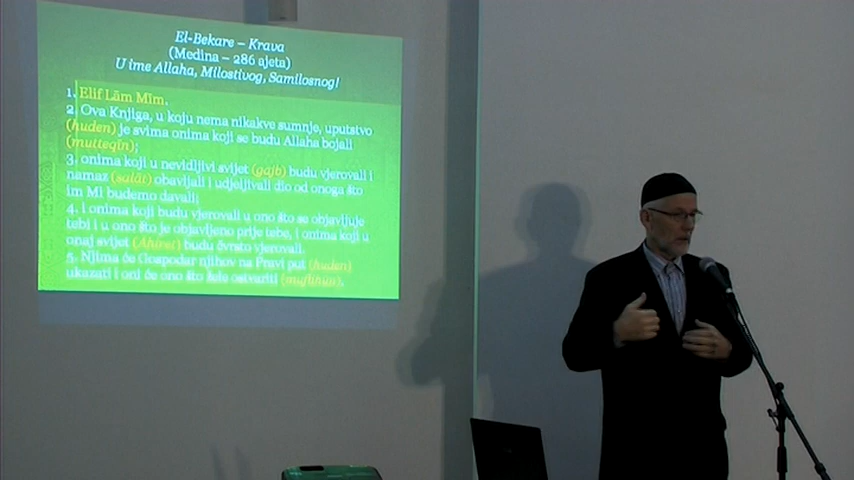 El-Bekare – Krava
(Medina – 286 ajeta)
U ime Allaha, Milostivog, Samilosnog!
1. Elif Lām Mīm.
2. Ova Knjiga, u koju nema nikakve sumnje, uputstvo
(huden) je svima onima koji se budu Allaha bojali
(mutteqīn);
3. onima koji u nevidljivi svijet (gajb) budu vjerovali i
namaz (salāt) obavljali i udjeljivali dio od onoga što
im Mi budemo davali;
4. i onima koji budu vjerovali u ono što se objavljuje
tebi i u ono što je objavljeno prije tebe, i onima koji u
onaj svijet (Āhiret) budu čvrsto vjerovali.
5. Njima će Gospodar njihov na Pravi put (huden)
ukazati i oni će ono što žele ostvariti (muflihūn).